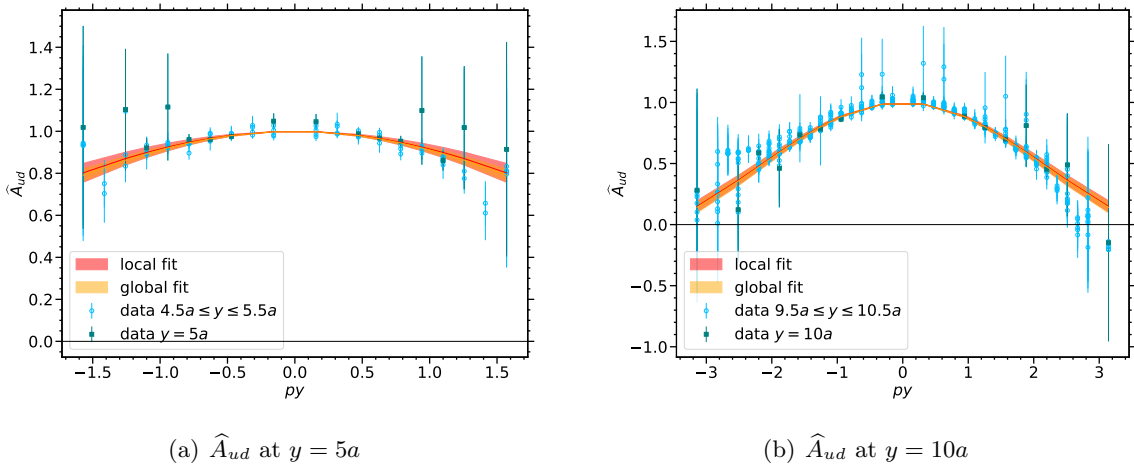 1.4
1.2
1.0
0.8
0.6
0.4
0.2
0.0
Â_ud
local fit
global fit
data 4.5a ≤ y ≤ 5.5a
data y = 5a
−1.5 −1.0 −0.5 0.0 0.5 1.0 1.5
py
(a) Â_ud at y = 5a
1.5
1.0
0.5
0.0
−0.5
−1.0
Â_ud
local fit
global fit
data 9.5a ≤ y ≤ 10.5a
data y = 10a
−3 −2 −1 0 1 2 3
py
(b) Â_ud at y = 10a